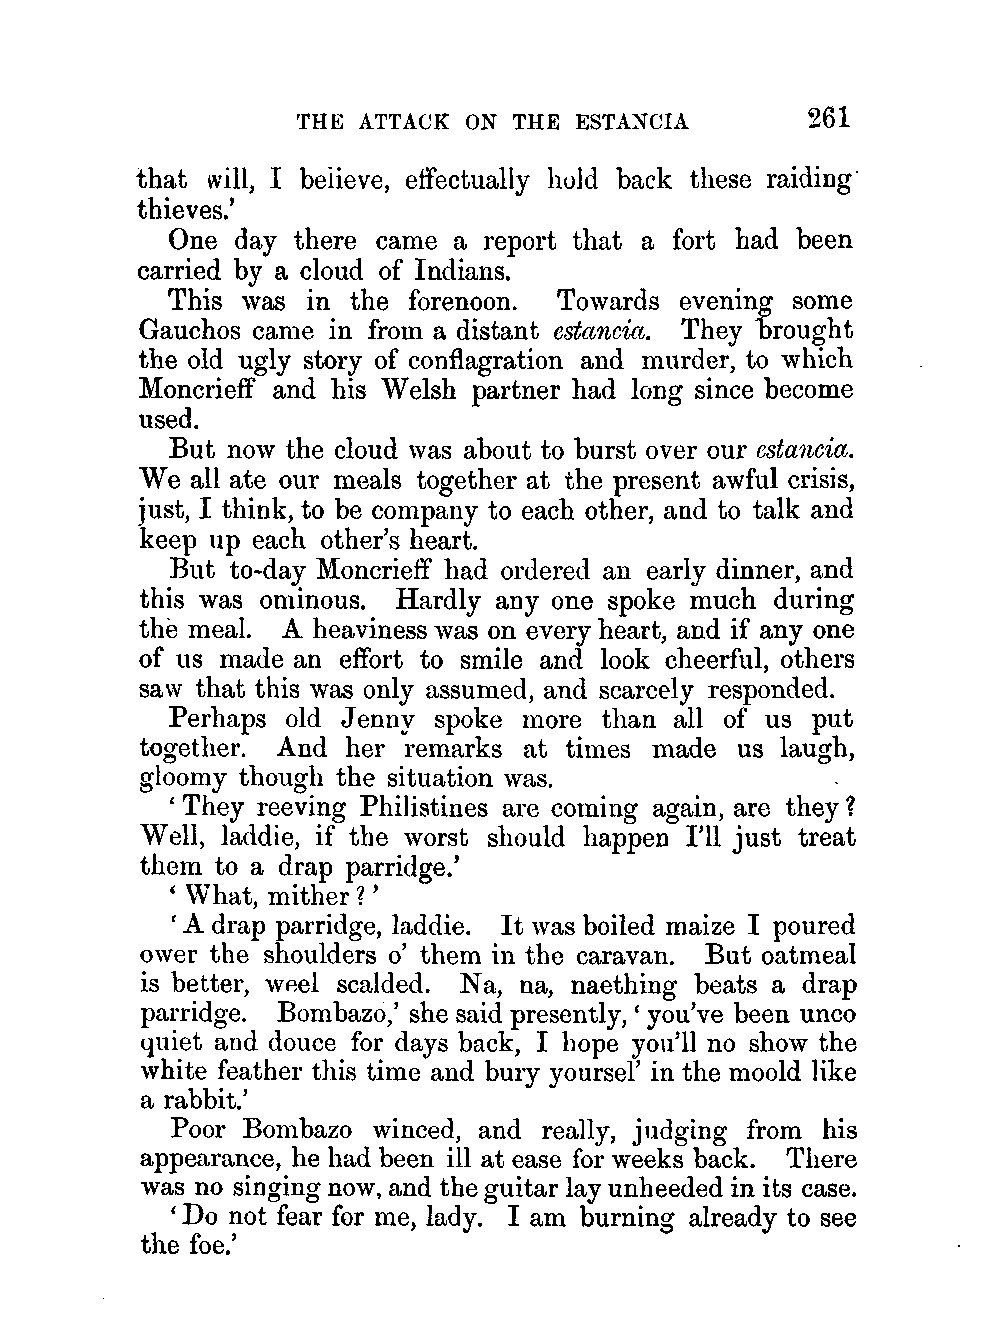 THE ATTACK ON THE ESTANCIA 261
that will, I believe, effectually hold back these raiding
thieves.'
One day there came a report that a fort had been
carried by a cloud of Indians.
This was in the forenoon. Towards evening some
Gauchos came in from a distant estancia. They brought
the old ugly story of conflagration and murder, to which
Moncrieff and his Welsh partner had long since become
used.
But now the cloud was about to burst over our estancia.
We all ate our meals together at the present awful crisis,
just, I think, to be company to each other, and to talk and
keep up each other's heart.
But to-day Moncrieff had ordered an early dinner, and
this was ominous. Hardly any one spoke much during
the meal. A heaviness was on every heart, and if any one
of us made an effort to smile and look cheerful, others
saw that this was only assumed, and scarcely responded.
Perhaps old Jenny spoke more than all of us put
together. And her remarks at times made us laugh,
gloomy though the situation was.
'They reeving Philistines are coming again, are they?
Well, laddie, if the worst should happen I'll just treat
them to a drap parridge.'
'What, mither?'
'A drap parridge, laddie. It was boiled maize I poured
ower the shoulders o' them in the caravan. But oatmeal
is better, weel scalded. Na, na, naething beats a drap
parridge. Bombazo,' she said presently, 'you've been unco
quiet and douce for days back, I hope you'll no show the
white feather this time and bury yoursel' in the moold like
a rabbit.'
Poor Bombazo winced, and really, judging from his
appearance, he had been ill at ease for weeks back. There
was no singing now, and the guitar lay unheeded in its case.
'Do not fear for me, lady. I am burning already to see
the foe.'